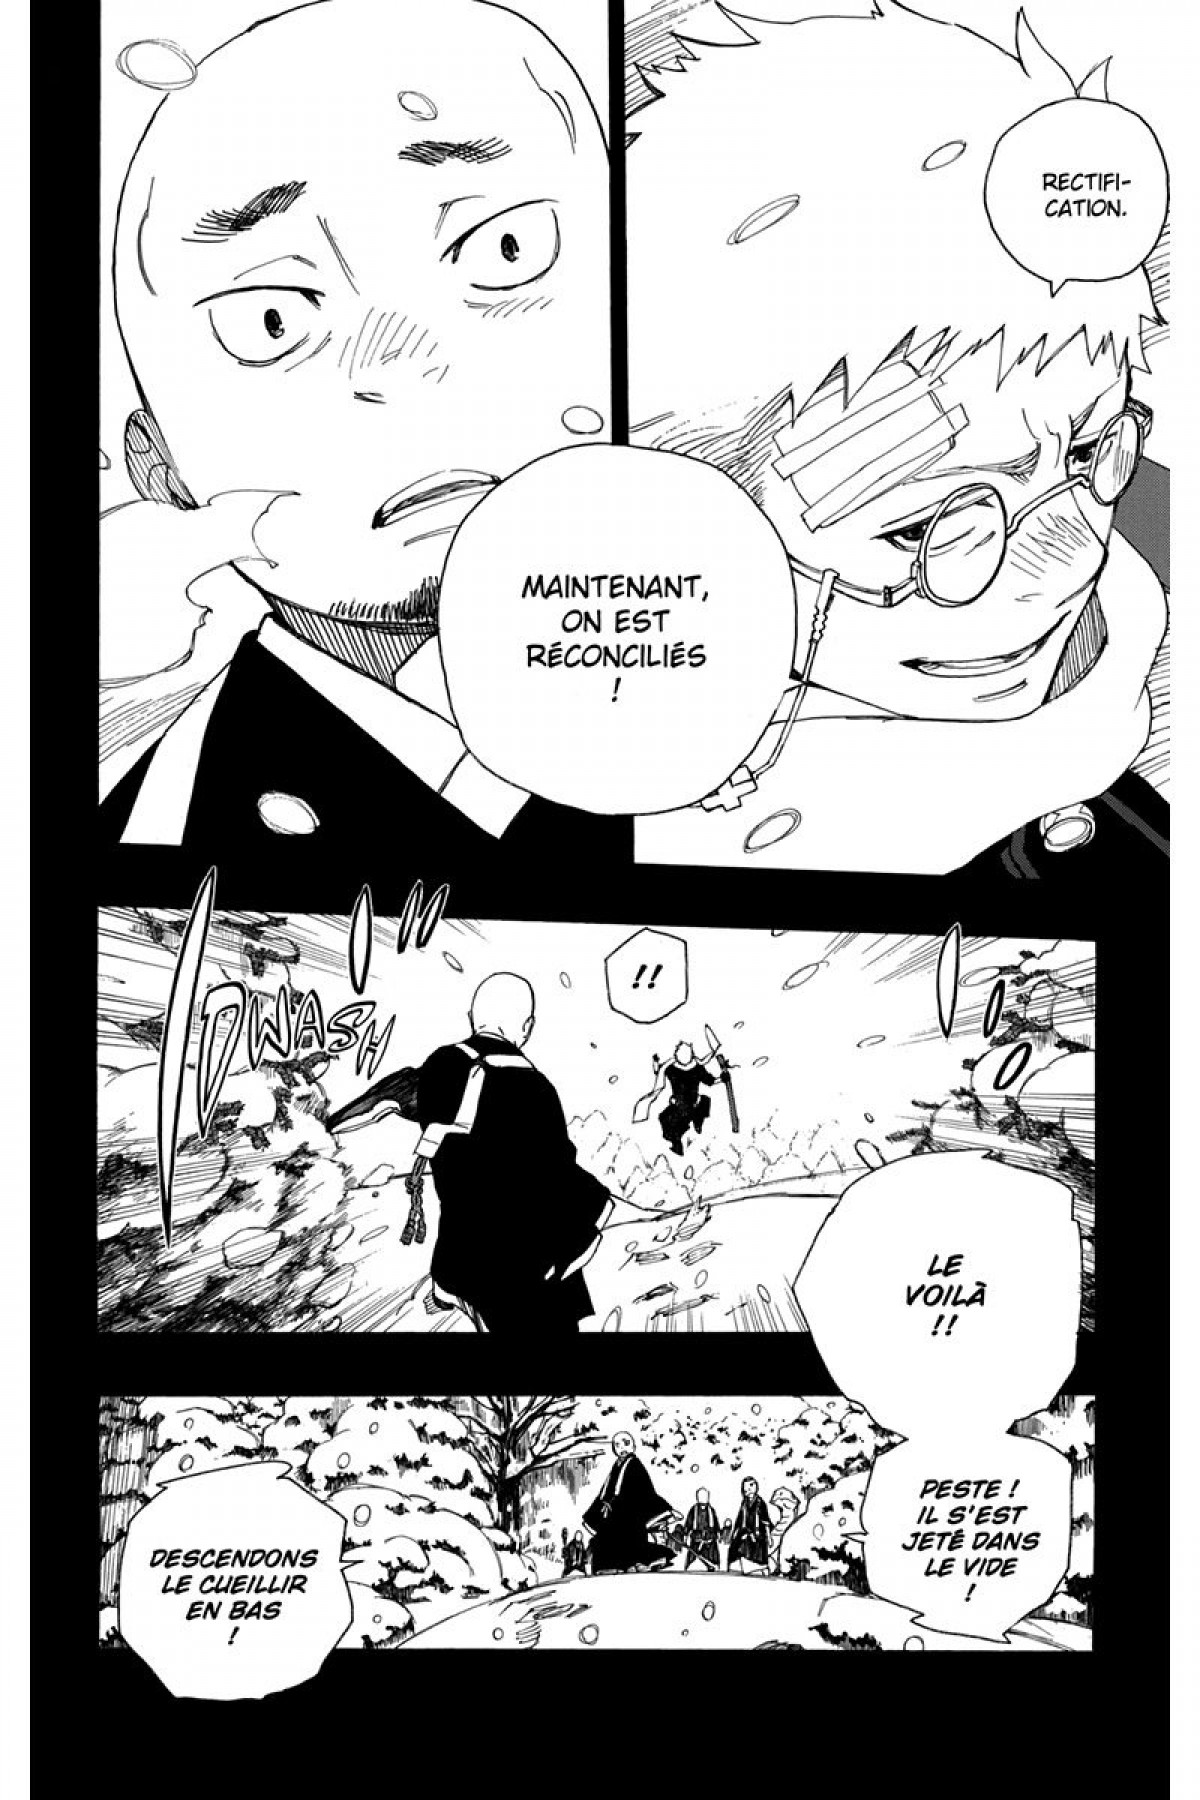 RECTIFI-
CATION.
MAINTENANT,
ON EST
RÉCONCILIÉS
!
DWASH
!!
LE
VOILÀ
!!
PESTE !
IL S'EST
JETÉ DANS
LE VIDE
!
DESCENDONS
LE CUEILLIR
EN BAS
!